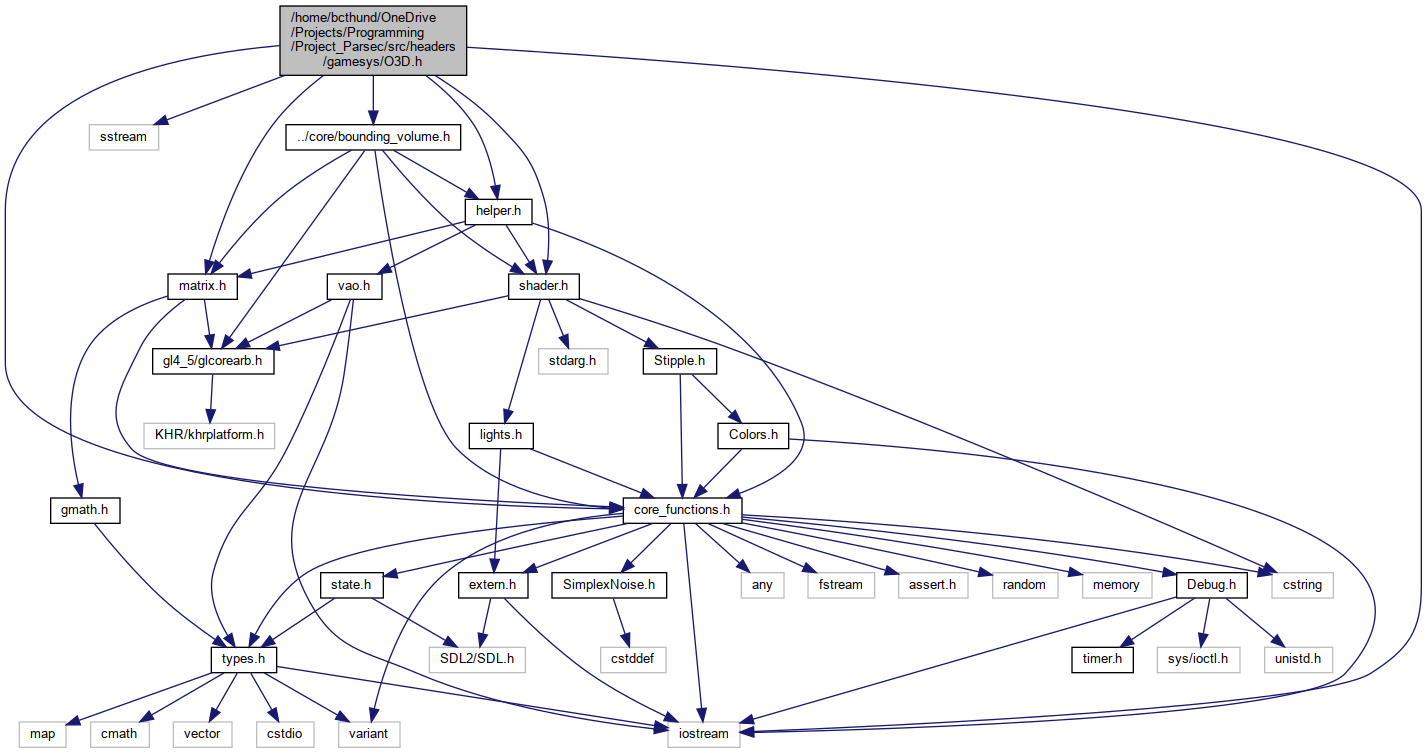 /home/bcthund/OneDrive
/Projects/Programming
/Project_Parsec/src/headers
/gamesys/O3D.h
sstream
../core/bounding_volume.h
helper.h
matrix.h
vao.h
shader.h
gl4_5/glcorearb.h
stdarg.h
Stipple.h
KHR/khrplatform.h
lights.h
Colors.h
gmath.h
core_functions.h
state.h
extern.h
SimplexNoise.h
any
fstream
assert.h
random
memory
Debug.h
cstring
types.h
SDL2/SDL.h
cstddef
timer.h
sys/ioctl.h
unistd.h
map
cmath
vector
cstdio
variant
iostream